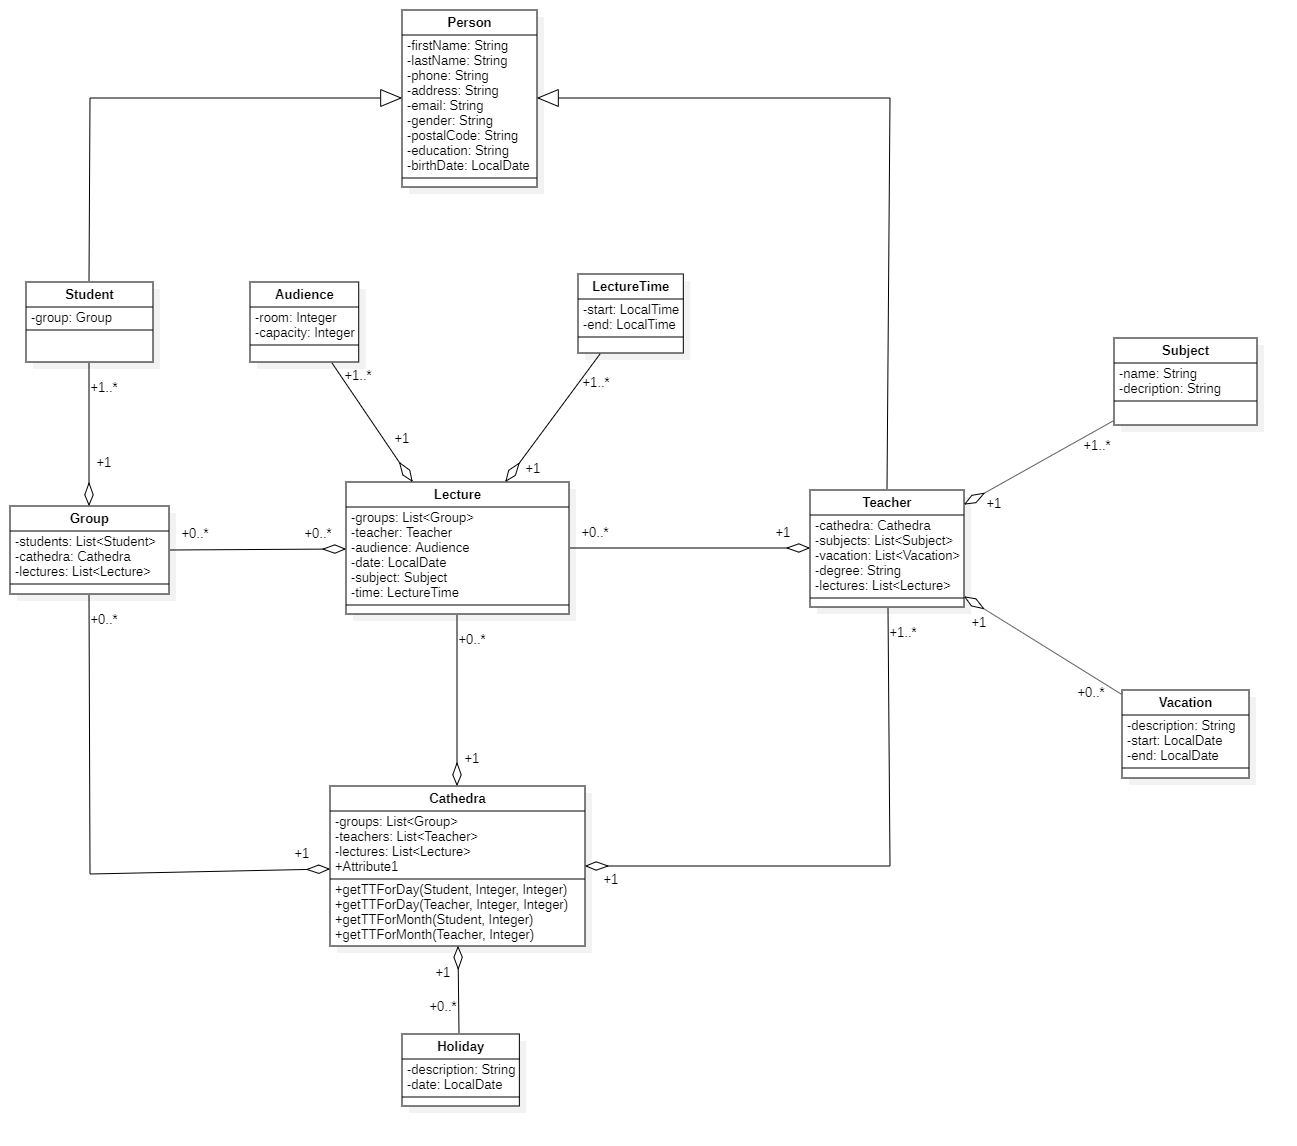 Person
-firstName: String
-lastName: String
-phone: String
-address: String
-email: String
-gender: String
-postalCode: String
-education: String
-birthDate: LocalDate
Student
-group: Group
+1..*
+1
Audience
-room: Integer
-capacity: Integer
+1..*
+1
LectureTime
-start: LocalTime
-end: LocalTime
+1..*
+1
Subject
-name: String
-decription: String
+1..*
+1
Group
-students: List<Student>
-cathedra: Cathedra
-lectures: List<Lecture>
+0..*
+0..*
+0..*
Lecture
-groups: List<Group>
-teacher: Teacher
-audience: Audience
-date: LocalDate
-subject: Subject
-time: LectureTime
+0..*
+1
+0..*
Teacher
-cathedra: Cathedra
-subjects: List<Subject>
-vacation: List<Vacation>
-degree: String
-lectures: List<Lecture>
+1..*
+1
+0..*
Vacation
-description: String
-start: LocalDate
-end: LocalDate
+1
+1
+1
Cathedra
-groups: List<Group>
-teachers: List<Teacher>
-lectures: List<Lecture>
+Attribute1
+getTTForDay(Student, Integer, Integer)
+getTTForDay(Teacher, Integer, Integer)
+getTTForMonth(Student, Integer)
+getTTForMonth(Teacher, Integer)
+1
+0..*
Holiday
-description: String
-date: LocalDate